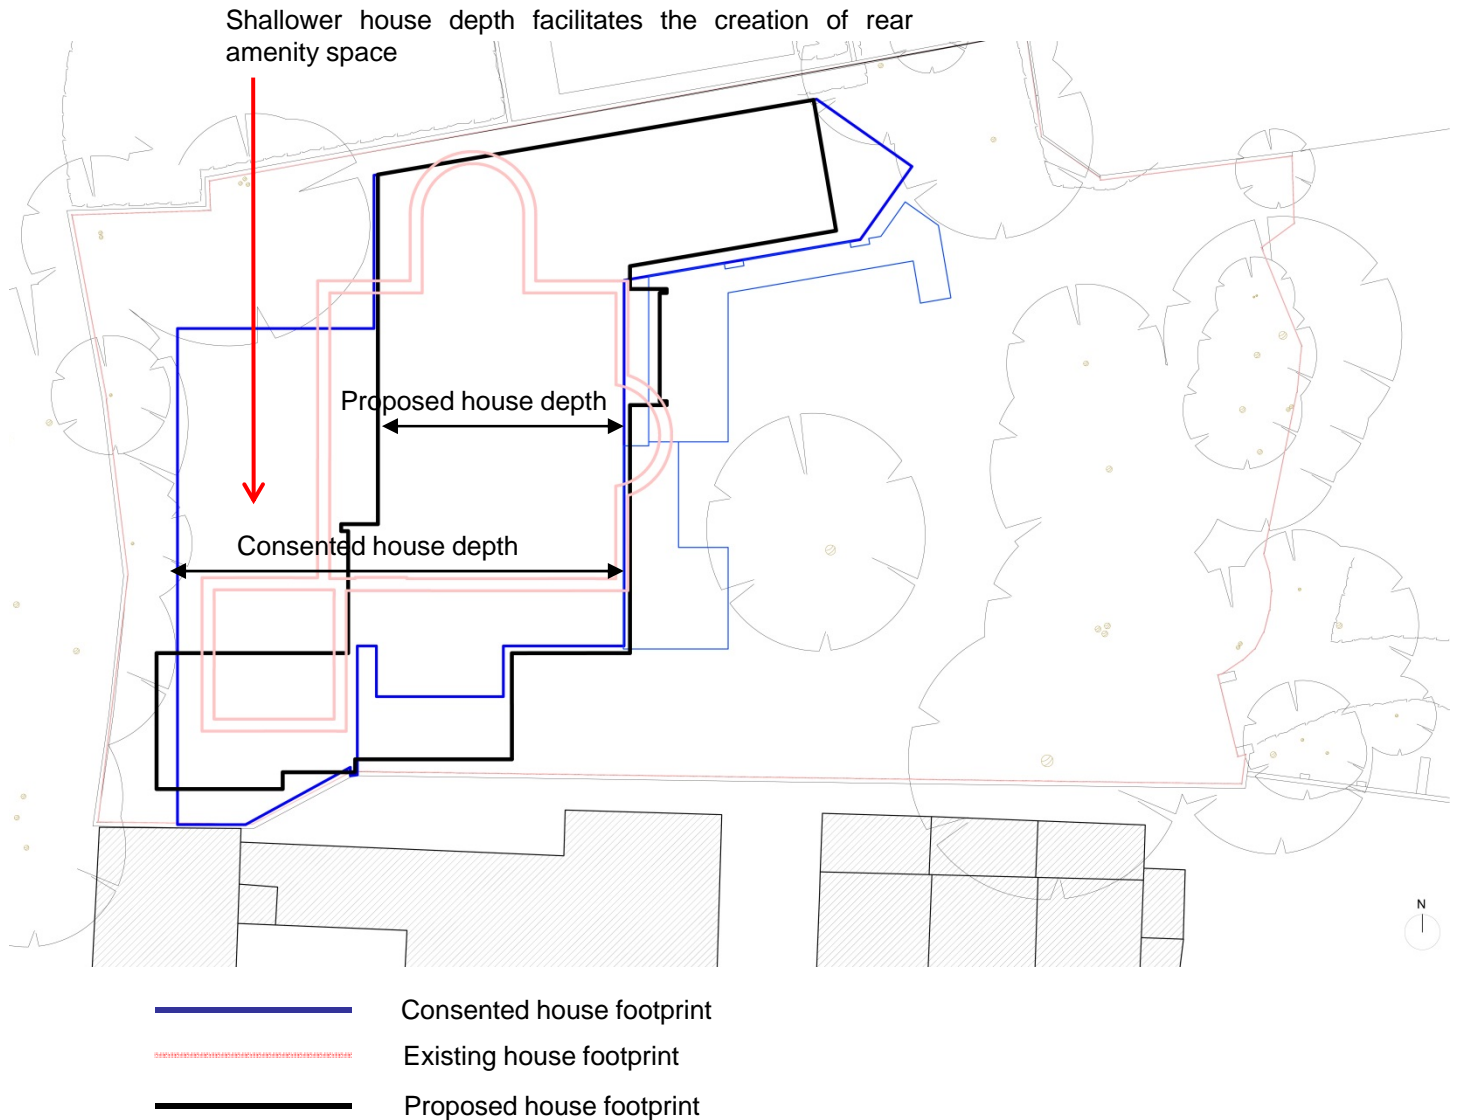 Shallower house depth facilitates the creation of rear
amenity space
Proposed house depth
Consented house depth
N
Consented house footprint
Existing house footprint
Proposed house footprint